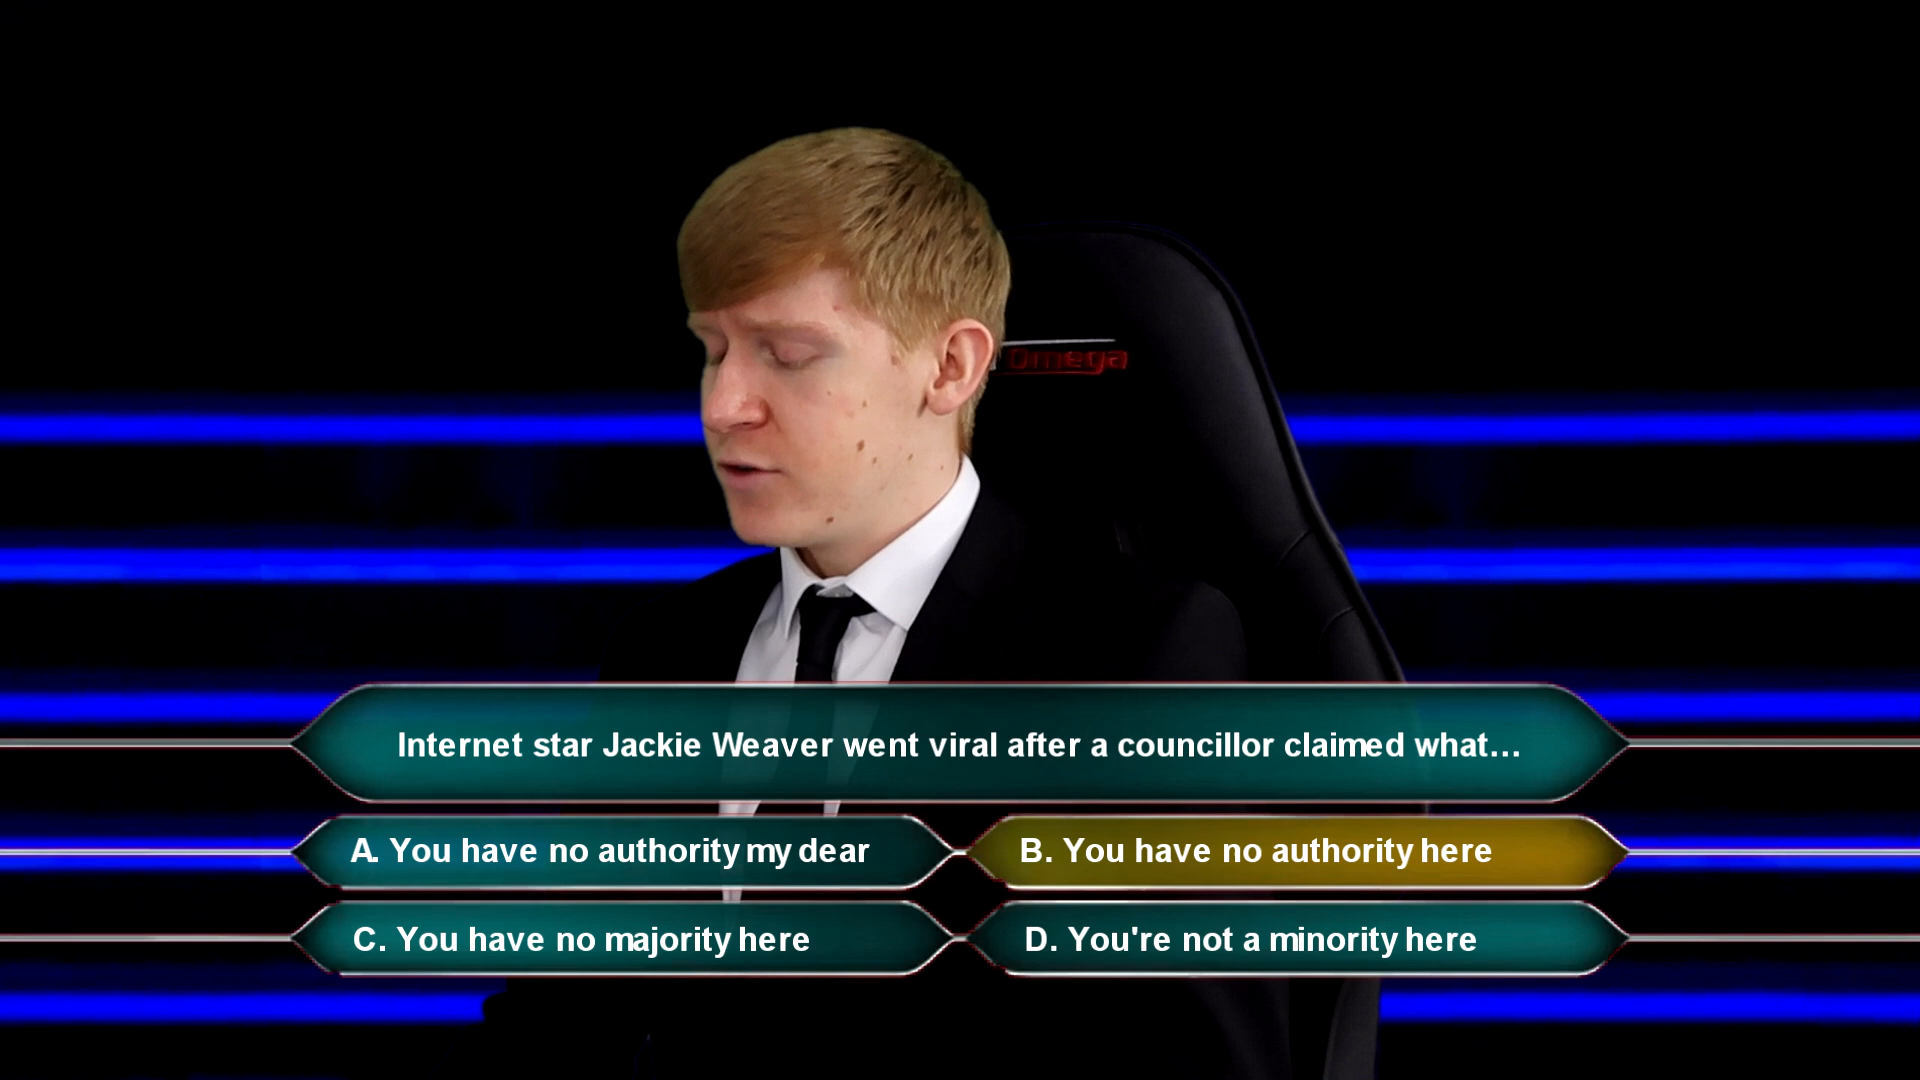 Omega
Internet star Jackie Weaver went viral after a councillor claimed what...
A. You have no authority my dear
B. You have no authority here
C. You have no majority here
D. You're not a minority here